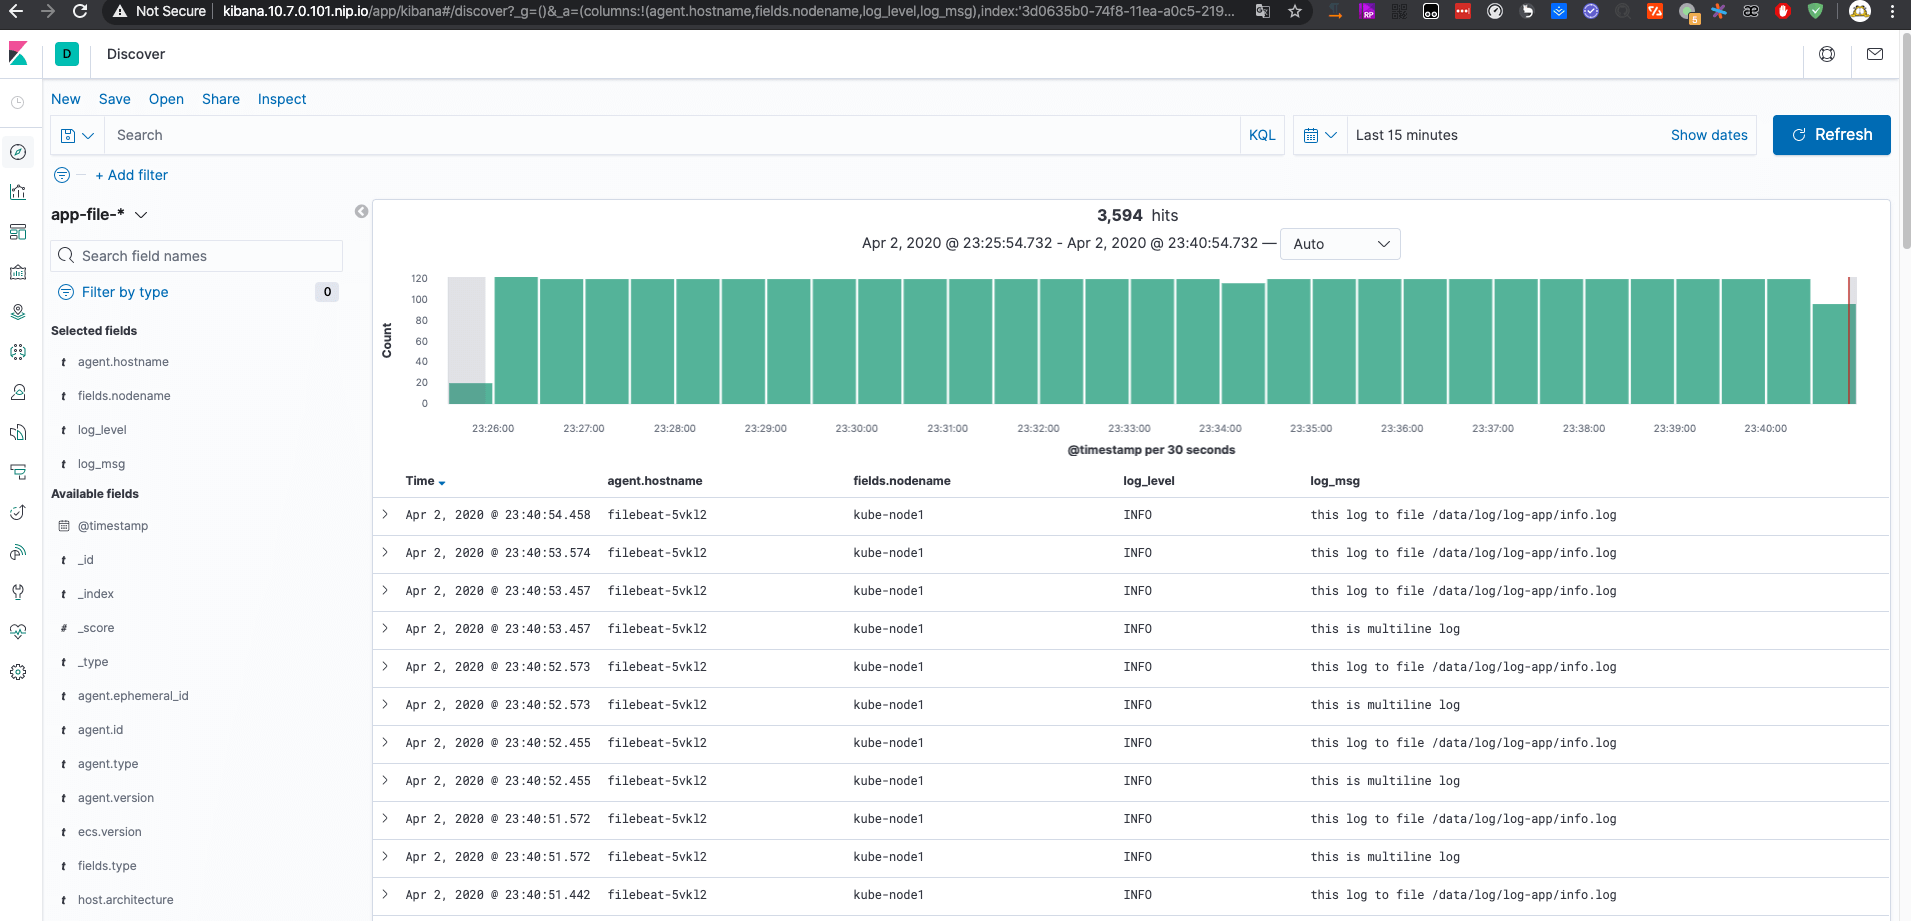 Not Secure kibana.10.7.0.101.nip.io/app/kibana#/discover?_g=()&_a=(columns:!(agent.hostname,fields.nodename,log_level,log_msg),index:'3d0635b0-74f8-11ea-a0c5-219...
RP
5
D Discover
New Save Open Share Inspect
Search KQL Last 15 minutes Show dates Refresh
+ Add filter
app-file-*
Search field names
Filter by type 0
Selected fields
t agent.hostname
t fields.nodename
t log_level
t log_msg
Available fields
@timestamp
t _id
t _index
# _score
t _type
t agent.ephemeral_id
t agent.id
t agent.type
t agent.version
t ecs.version
t fields.type
t host.architecture
3,594 hits
Apr 2, 2020 @ 23:25:54.732 - Apr 2, 2020 @ 23:40:54.732 — Auto
Count
120
100
80
60
40
20
0
23:26:00 23:27:00 23:28:00 23:29:00 23:30:00 23:31:00 23:32:00 23:33:00 23:34:00 23:35:00 23:36:00 23:37:00 23:38:00 23:39:00 23:40:00
@timestamp per 30 seconds
Time agent.hostname fields.nodename log_level log_msg
Apr 2, 2020 @ 23:40:54.458 filebeat-5vkl2 kube-node1 INFO this log to file /data/log/log-app/info.log
Apr 2, 2020 @ 23:40:53.574 filebeat-5vkl2 kube-node1 INFO this log to file /data/log/log-app/info.log
Apr 2, 2020 @ 23:40:53.457 filebeat-5vkl2 kube-node1 INFO this log to file /data/log/log-app/info.log
Apr 2, 2020 @ 23:40:53.457 filebeat-5vkl2 kube-node1 INFO this is multiline log
Apr 2, 2020 @ 23:40:52.573 filebeat-5vkl2 kube-node1 INFO this log to file /data/log/log-app/info.log
Apr 2, 2020 @ 23:40:52.573 filebeat-5vkl2 kube-node1 INFO this is multiline log
Apr 2, 2020 @ 23:40:52.455 filebeat-5vkl2 kube-node1 INFO this log to file /data/log/log-app/info.log
Apr 2, 2020 @ 23:40:52.455 filebeat-5vkl2 kube-node1 INFO this is multiline log
Apr 2, 2020 @ 23:40:51.572 filebeat-5vkl2 kube-node1 INFO this log to file /data/log/log-app/info.log
Apr 2, 2020 @ 23:40:51.572 filebeat-5vkl2 kube-node1 INFO this is multiline log
Apr 2, 2020 @ 23:40:51.442 filebeat-5vkl2 kube-node1 INFO this log to file /data/log/log-app/info.log